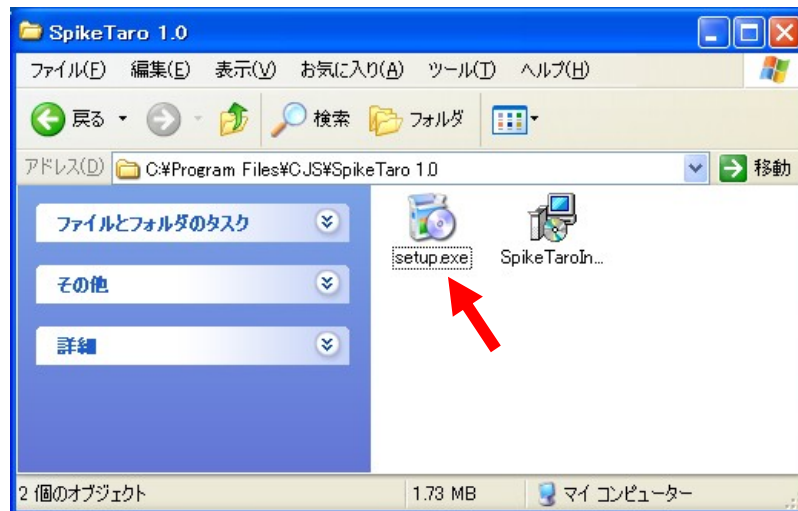 SpikeTaro 1.0
ファイル(F) 編集(E) 表示(V) お気に入り(A) ツール(T) ヘルプ(H)
戻る 検索 フォルダ
アドレス(D) C:¥Program Files¥CJS¥SpikeTaro 1.0 移動
ファイルとフォルダのタスク
setup.exe SpikeTaroIn...
その他
詳細
2 個のオブジェクト 1.73 MB マイ コンピューター